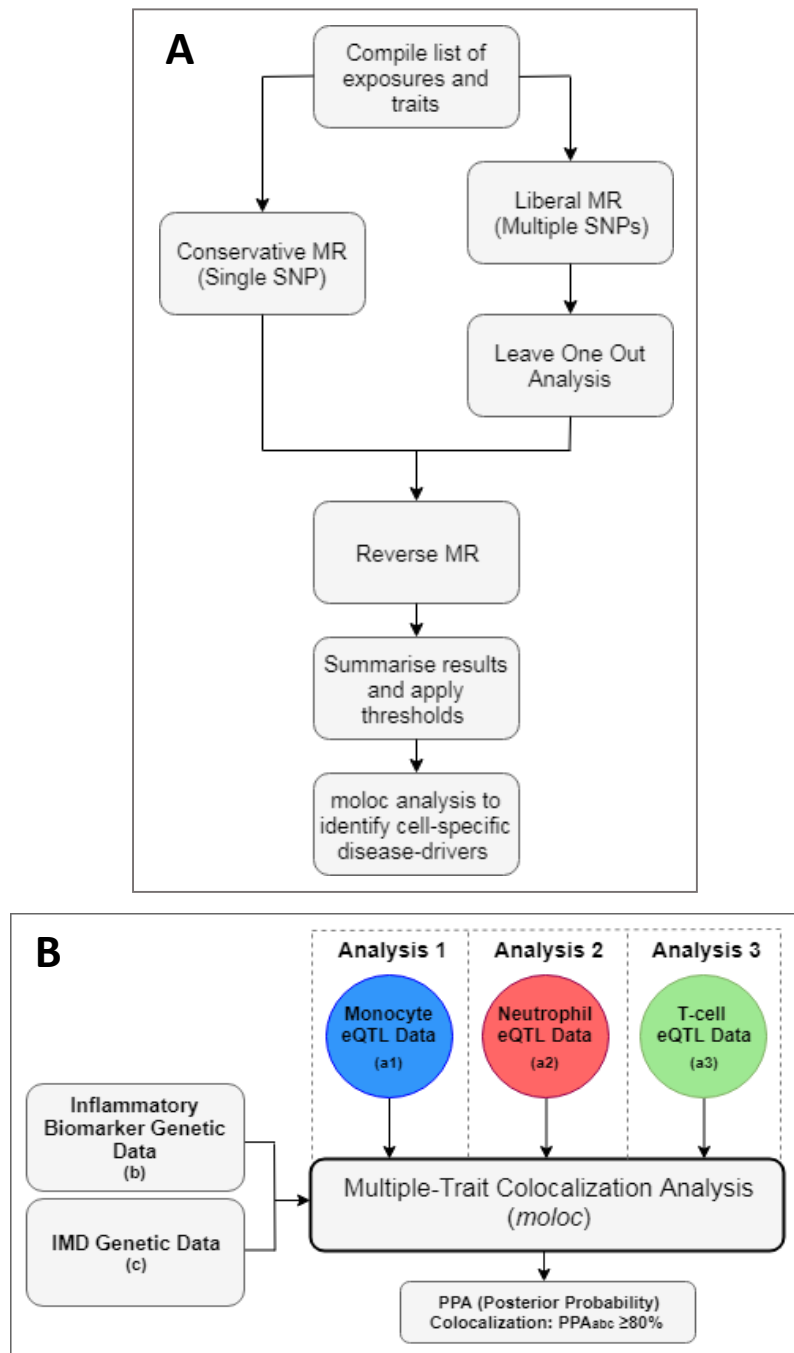 A
Compile list of
exposures and
traits
Liberal MR
(Multiple SNPs)
Conservative MR
(Single SNP)
Leave One Out
Analysis
Reverse MR
Summarise results
and apply
thresholds
moloc analysis to
identify cell-specific
disease-drivers
B
Analysis 1
Analysis 2
Analysis 3
Monocyte
eQTL Data
(a1)
Neutrophil
eQTL Data
(a2)
T-cell
eQTL Data
(a3)
Inflammatory
Biomarker Genetic
Data
(b)
IMD Genetic Data
(c)
Multiple-Trait Colocalization Analysis
(moloc)
PPA (Posterior Probability)
Colocalization: PPAabc ≥80%